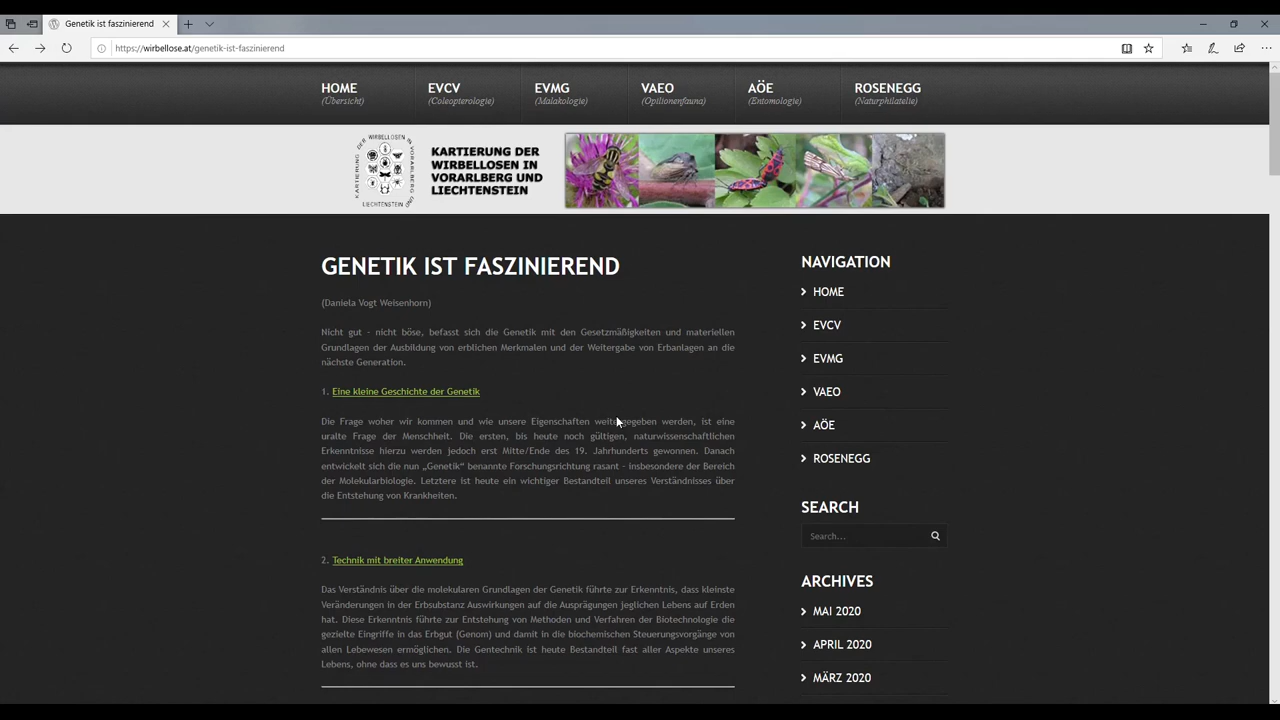 Genetik ist faszinierend
https://wirbellose.at/genetik-ist-faszinierend
HOME
(Übersicht)
EVCV
(Coleopterologie)
EVMG
(Malakologie)
VAEO
(Opilionenfauna)
AÖE
(Entomologie)
ROSENEGG
(Naturphilatelie)
KARTIERUNG DER WIRBELLOSEN IN VORARLBERG UND LIECHTENSTEIN
KARTIERUNG DER
WIRBELLOSEN IN
VORARLBERG UND
LIECHTENSTEIN
GENETIK IST FASZINIEREND
(Daniela Vogt Weisenhorn)
Nicht gut - nicht böse, befasst sich die Genetik mit den Gesetzmäßigkeiten und materiellen
Grundlagen der Ausbildung von erblichen Merkmalen und der Weitergabe von Erbanlagen an die
nächste Generation.
1. Eine kleine Geschichte der Genetik
Die Frage woher wir kommen und wie unsere Eigenschaften weitergegeben werden, ist eine
uralte Frage der Menschheit. Die ersten, bis heute noch gültigen, naturwissenschaftlichen
Erkenntnisse hierzu werden jedoch erst Mitte/Ende des 19. Jahrhunderts gewonnen. Danach
entwickelt sich die nun „Genetik“ benannte Forschungsrichtung rasant - insbesondere der Bereich
der Molekularbiologie. Letztere ist heute ein wichtiger Bestandteil unseres Verständnisses über
die Entstehung von Krankheiten.
2. Technik mit breiter Anwendung
Das Verständnis über die molekularen Grundlagen der Genetik führte zur Erkenntnis, dass kleinste
Veränderungen in der Erbsubstanz Auswirkungen auf die Ausprägungen jeglichen Lebens auf Erden
hat. Diese Erkenntnis führte zur Entstehung von Methoden und Verfahren der Biotechnologie die
gezielte Eingriffe in das Erbgut (Genom) und damit in die biochemischen Steuerungsvorgänge von
allen Lebewesen ermöglichen. Die Gentechnik ist heute Bestandteil fast aller Aspekte unseres
Lebens, ohne dass es uns bewusst ist.
NAVIGATION
HOME
EVCV
EVMG
VAEO
AÖE
ROSENEGG
SEARCH
Search...
ARCHIVES
MAI 2020
APRIL 2020
MÄRZ 2020